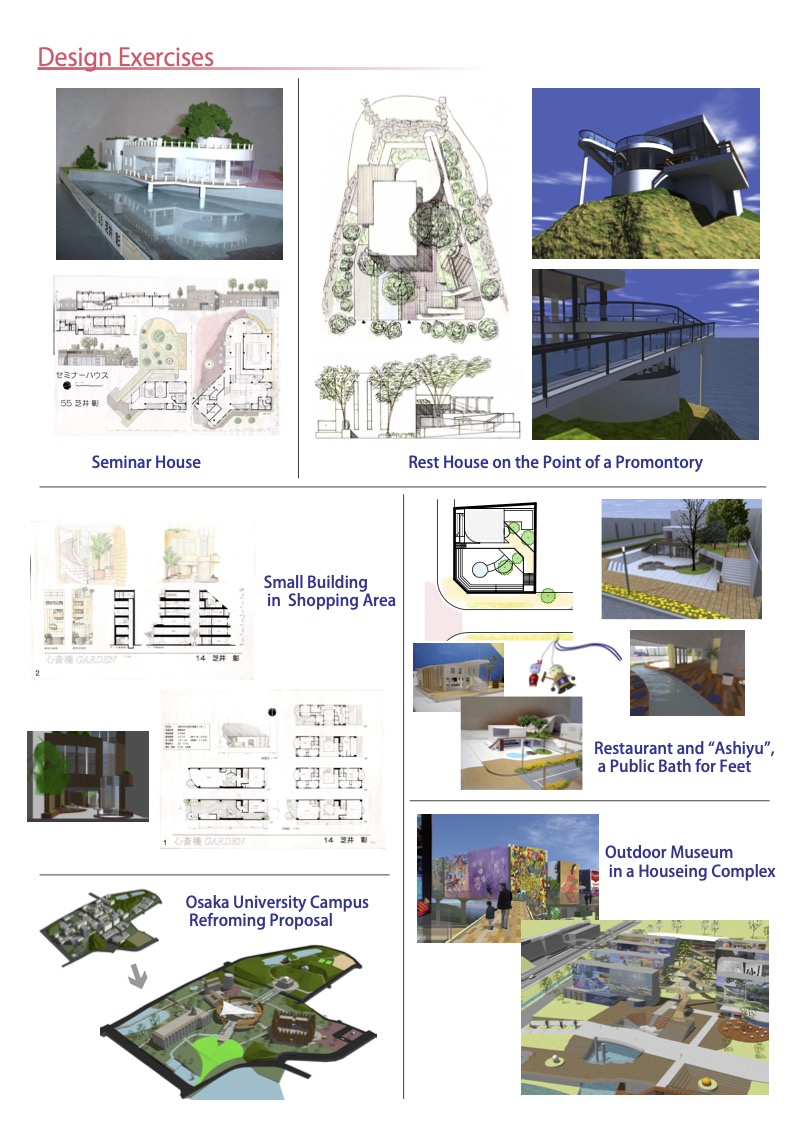 Design Exercises
セミナーハウス
55 芝井 彰
Seminar House
Rest House on the Point of a Promontory
Small Building
in Shopping Area
心斎橋 GARDEN
14 芝井 彰
2
1 心斎橋 GARDEN
14 芝井 彰
Restaurant and “Ashiyu”,
a Public Bath for Feet
Outdoor Museum
in a Houseing Complex
Osaka University Campus
Refroming Proposal